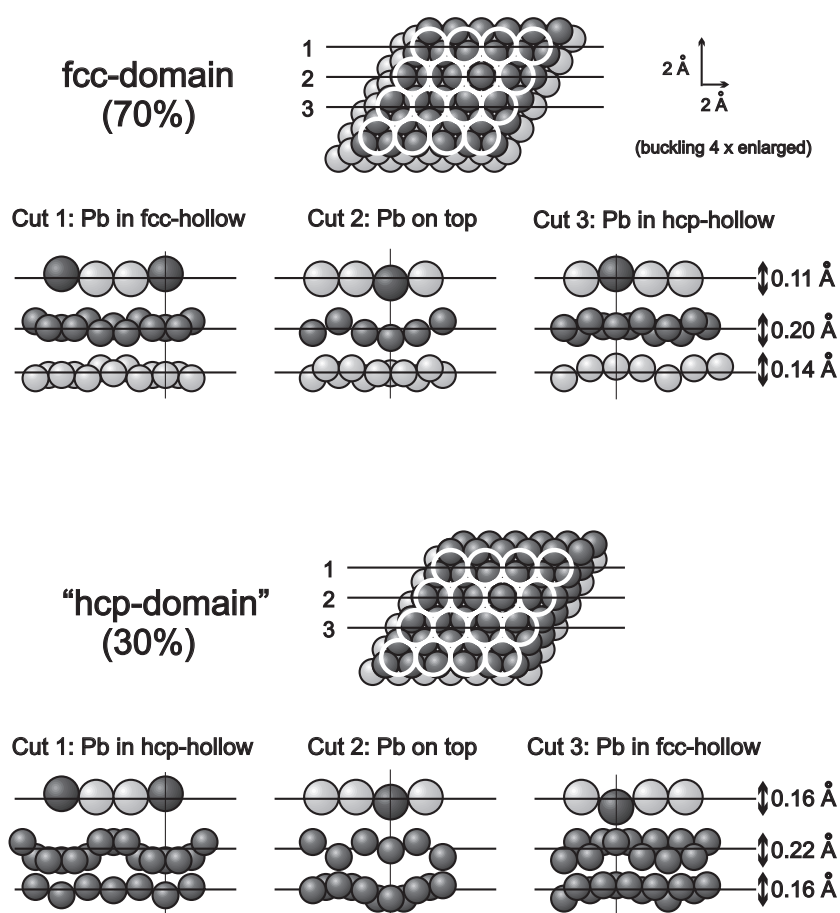 fcc-domain
(70%)
1
2
3
2 Å
2 Å
(buckling 4 x enlarged)
Cut 1: Pb in fcc-hollow
Cut 2: Pb on top
Cut 3: Pb in hcp-hollow
0.11 Å
0.20 Å
0.14 Å
“hcp-domain”
(30%)
1
2
3
Cut 1: Pb in hcp-hollow
Cut 2: Pb on top
Cut 3: Pb in fcc-hollow
0.16 Å
0.22 Å
0.16 Å